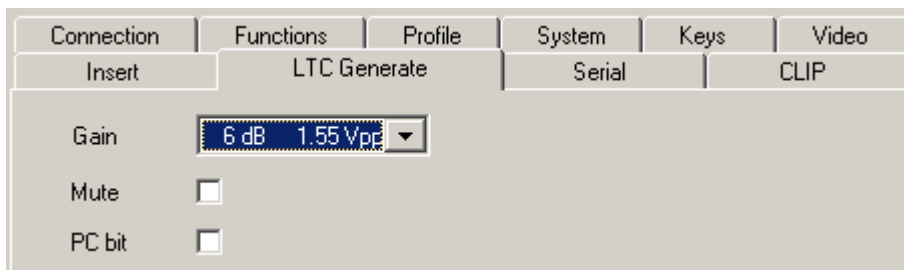 Connection Functions Profile System Keys Video
Insert LTC Generate Serial CLIP
Gain 6 dB 1.55 Vpp
Mute
PC bit